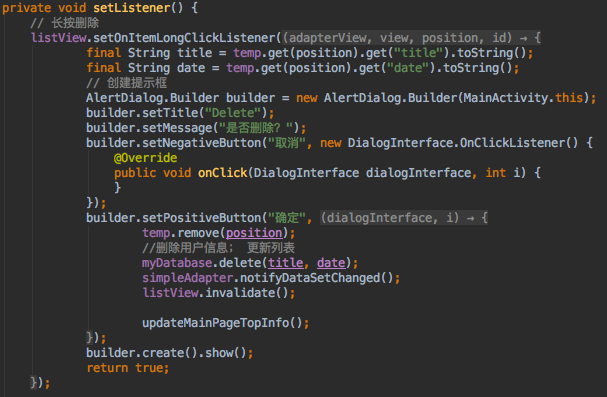 private void setListener() {
// 长按删除
listView.setOnItemLongClickListener((adapterView, view, position, id) → {
final String title = temp.get(position).get("title").toString();
final String date = temp.get(position).get("date").toString();
// 创建提示框
AlertDialog.Builder builder = new AlertDialog.Builder(MainActivity.this);
builder.setTitle("Delete");
builder.setMessage("是否删除？");
builder.setNegativeButton("取消", new DialogInterface.OnClickListener() {
@Override
public void onClick(DialogInterface dialogInterface, int i) {
}
});
builder.setPositiveButton("确定", (dialogInterface, i) → {
temp.remove(position);
//删除用户信息； 更新列表
myDatabase.delete(title, date);
simpleAdapter.notifyDataSetChanged();
listView.invalidate();
updateMainPageTopInfo();
});
builder.create().show();
return true;
});